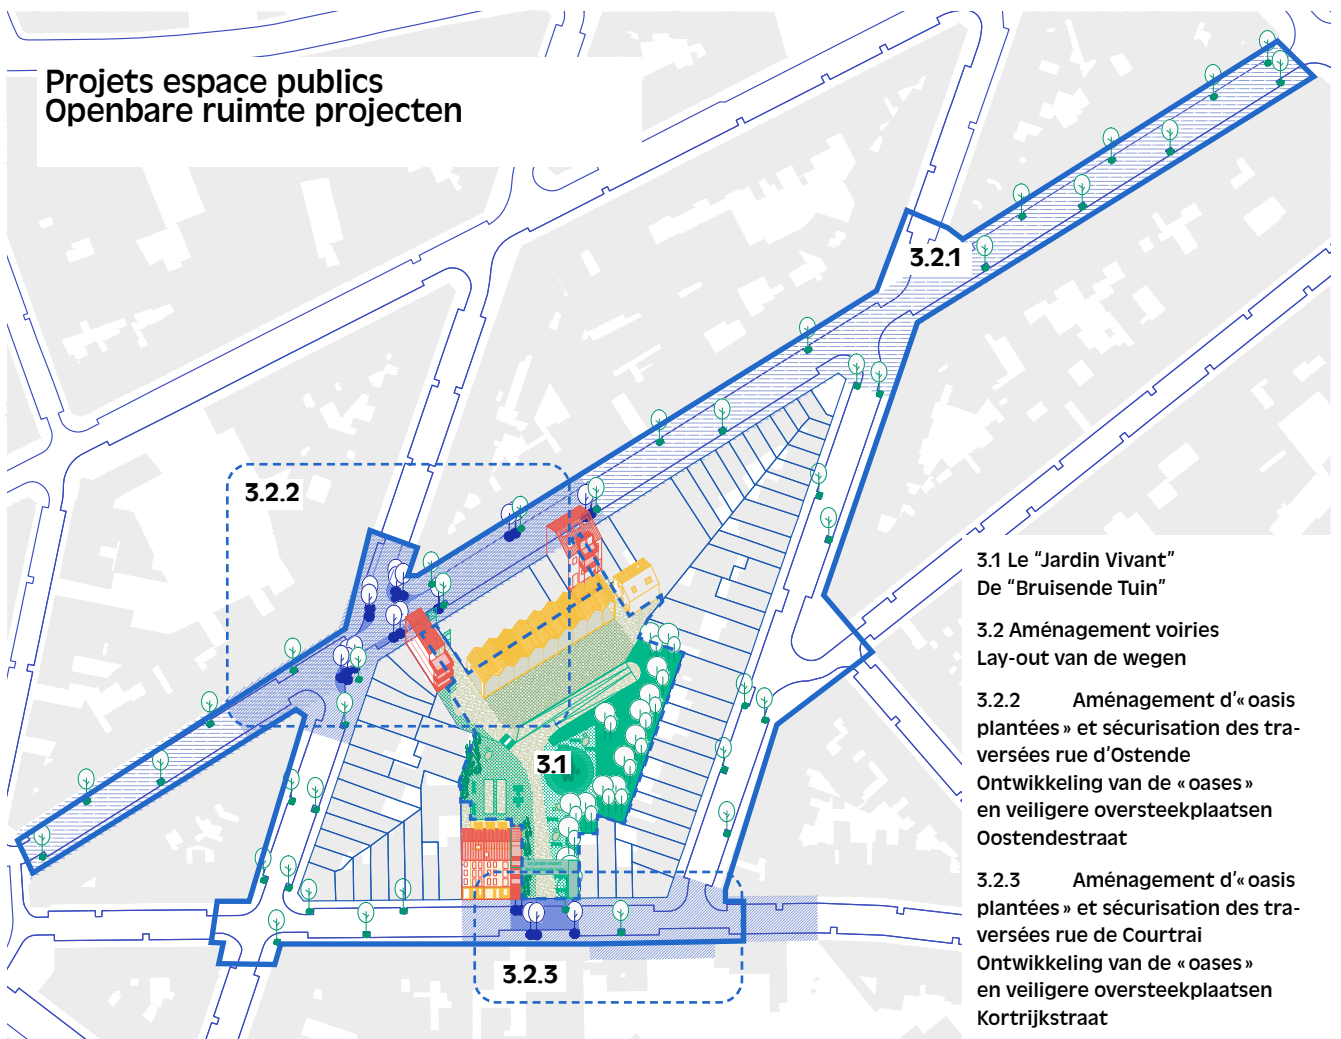 Projets espace publics
Openbare ruimte projecten
3.2.1
3.2.2
3.1
3.2.3
3.1 Le “Jardin Vivant”
De “Bruisende Tuin”
3.2 Aménagement voiries
Lay-out van de wegen
3.2.2 Aménagement d’« oasis
plantées » et sécurisation des tra-
versées rue d’Ostende
Ontwikkeling van de « oases »
en veiligere oversteekplaatsen
Oostendestraat
3.2.3 Aménagement d’« oasis
plantées » et sécurisation des tra-
versées rue de Courtrai
Ontwikkeling van de « oases »
en veiligere oversteekplaatsen
Kortrijkstraat